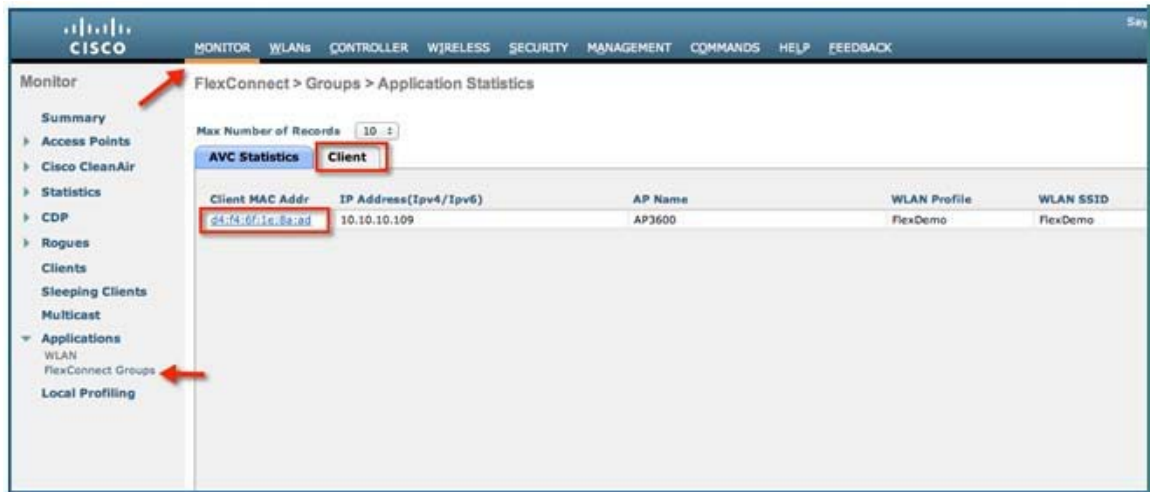 Say
CISCO
MONITOR WLANs CONTROLLER WIRELESS SECURITY MANAGEMENT COMMANDS HELP FEEDBACK
Monitor
Summary
Access Points
Cisco CleanAir
Statistics
CDP
Rogues
Clients
Sleeping Clients
Multicast
Applications
WLAN
FlexConnect Groups
Local Profiling
FlexConnect > Groups > Application Statistics
Max Number of Records 10
AVC Statistics Client
Client MAC Addr IP Address(Ipv4/Ipv6) AP Name WLAN Profile WLAN SSID
d4:f4:6f:1e:8a:ad 10.10.10.109 AP3600 FlexDemo FlexDemo